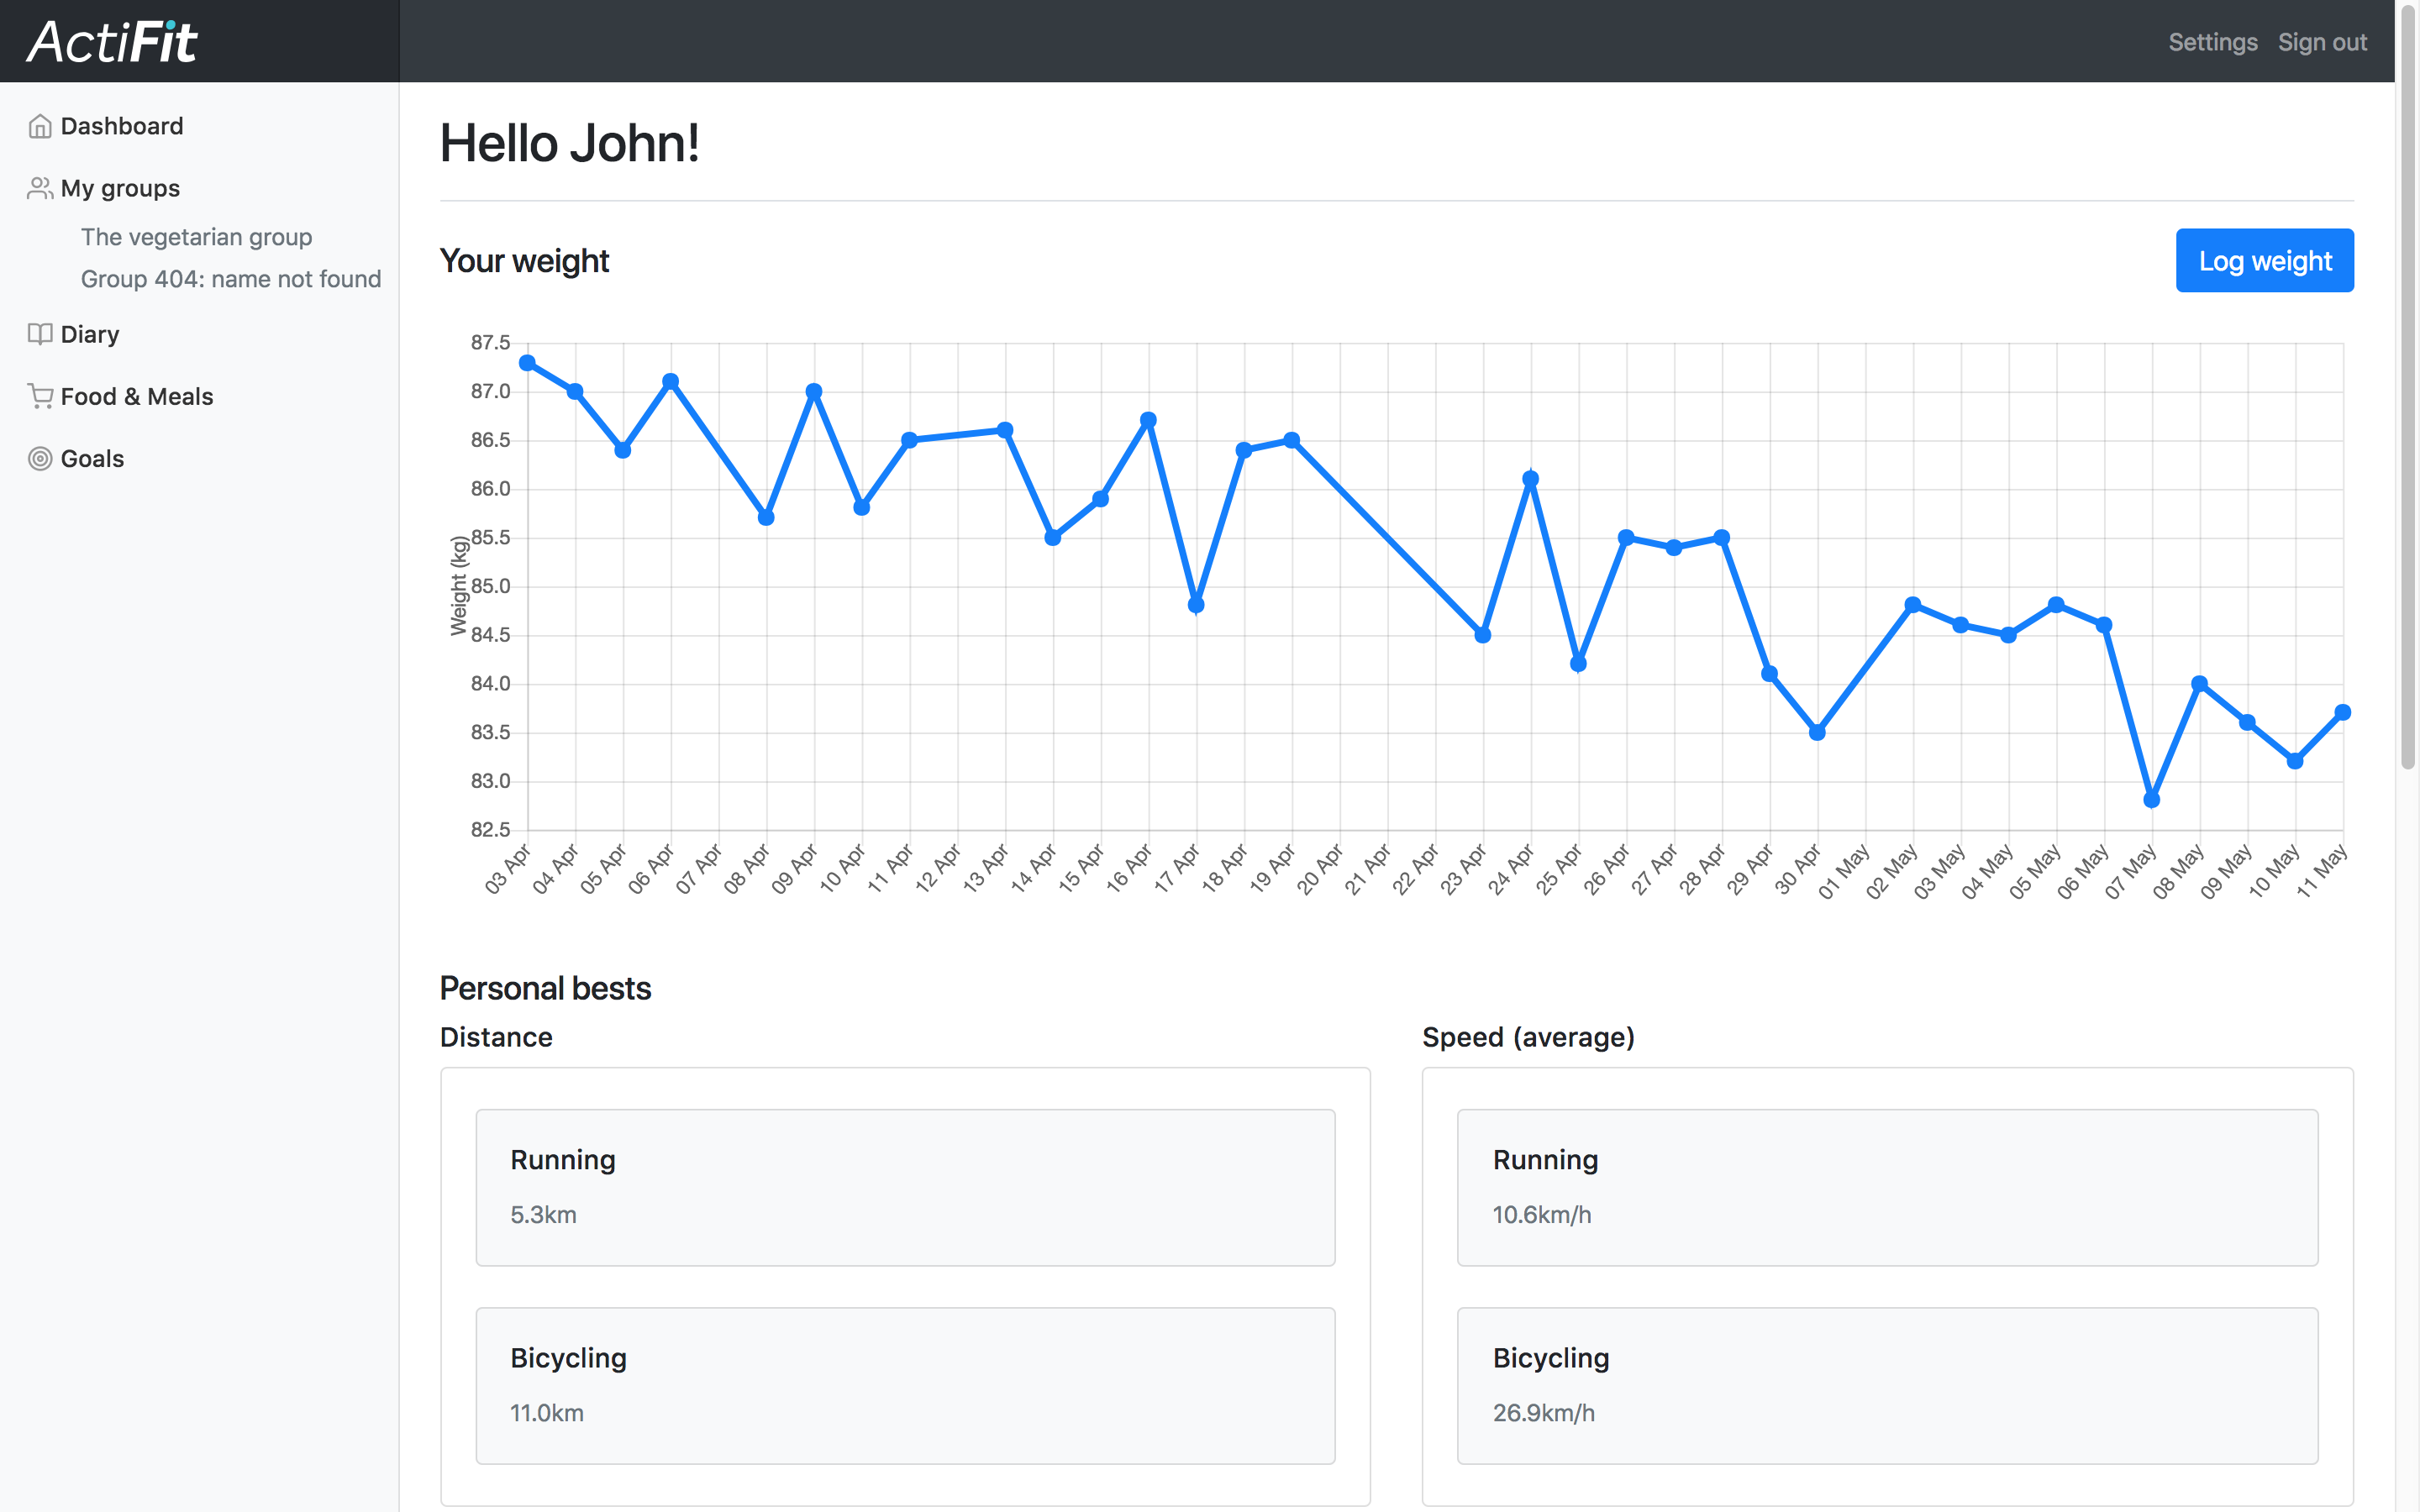 ActiFit
Settings Sign out
Dashboard
My groups
The vegetarian group
Group 404: name not found
Diary
Food & Meals
Goals
Hello John!
Your weight
Log weight
Weight (kg)
87.5
87.0
86.5
86.0
85.5
85.0
84.5
84.0
83.5
83.0
82.5
03 Apr 04 Apr 05 Apr 06 Apr 07 Apr 08 Apr 09 Apr 10 Apr 11 Apr 12 Apr 13 Apr 14 Apr 15 Apr 16 Apr 17 Apr 18 Apr 19 Apr 20 Apr 21 Apr 22 Apr 23 Apr 24 Apr 25 Apr 26 Apr 27 Apr 28 Apr 29 Apr 30 Apr 01 May 02 May 03 May 04 May 05 May 06 May 07 May 08 May 09 May 10 May 11 May
Personal bests
Distance
Running
5.3km
Bicycling
11.0km
Speed (average)
Running
10.6km/h
Bicycling
26.9km/h